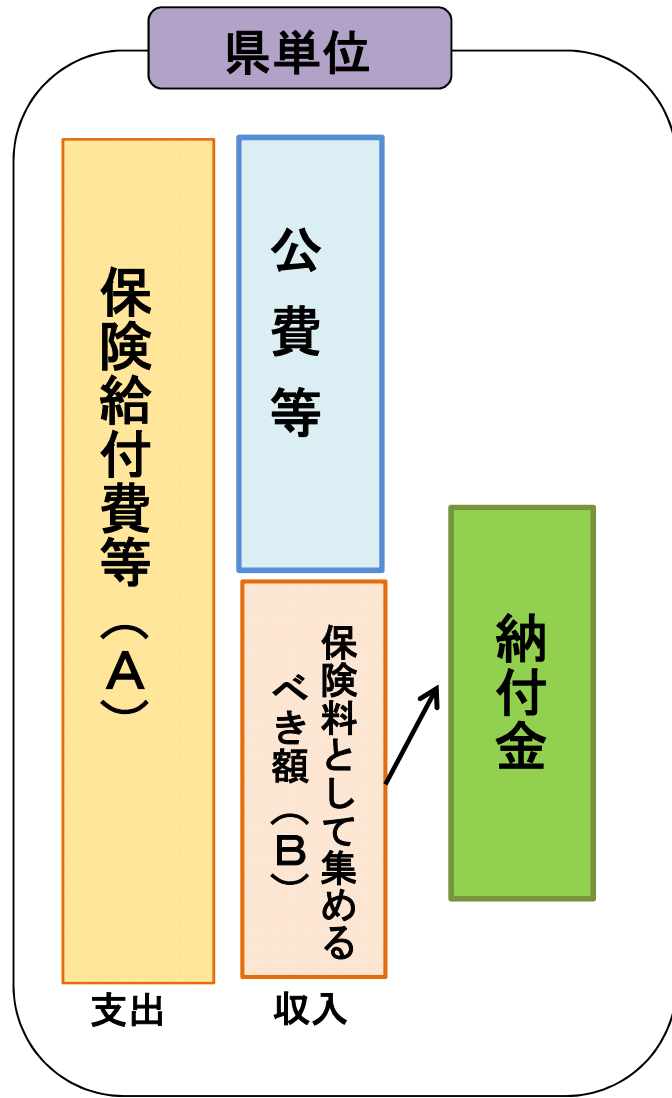 県単位
保険給付費等（A）
公費等
保険料として集める
べき額（B）
納付金
支出
収入